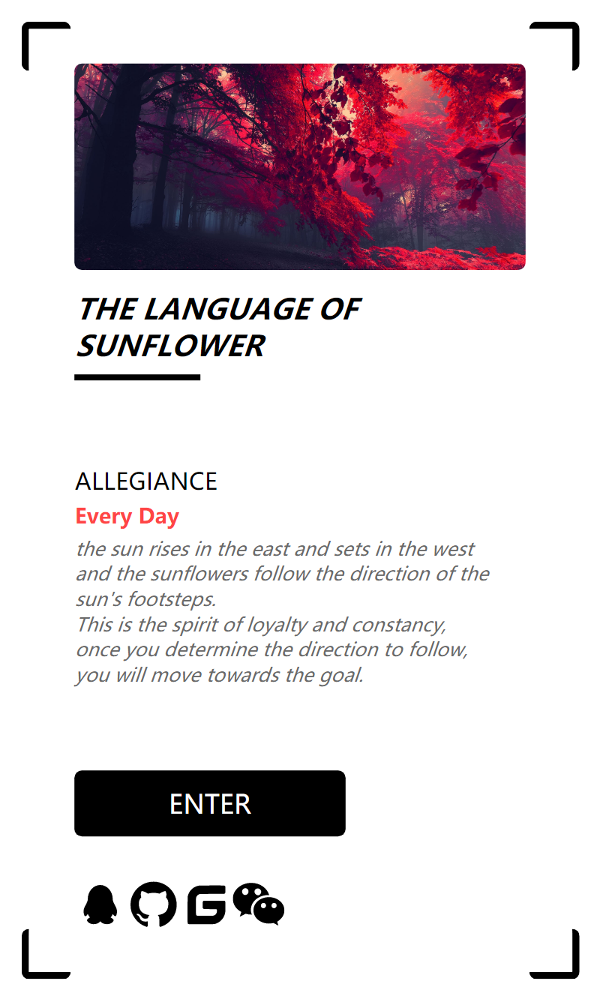 THE LANGUAGE OF
SUNFLOWER
ALLEGIANCE
Every Day
the sun rises in the east and sets in the west
and the sunflowers follow the direction of the
sun's footsteps.
This is the spirit of loyalty and constancy,
once you determine the direction to follow,
you will move towards the goal.
ENTER